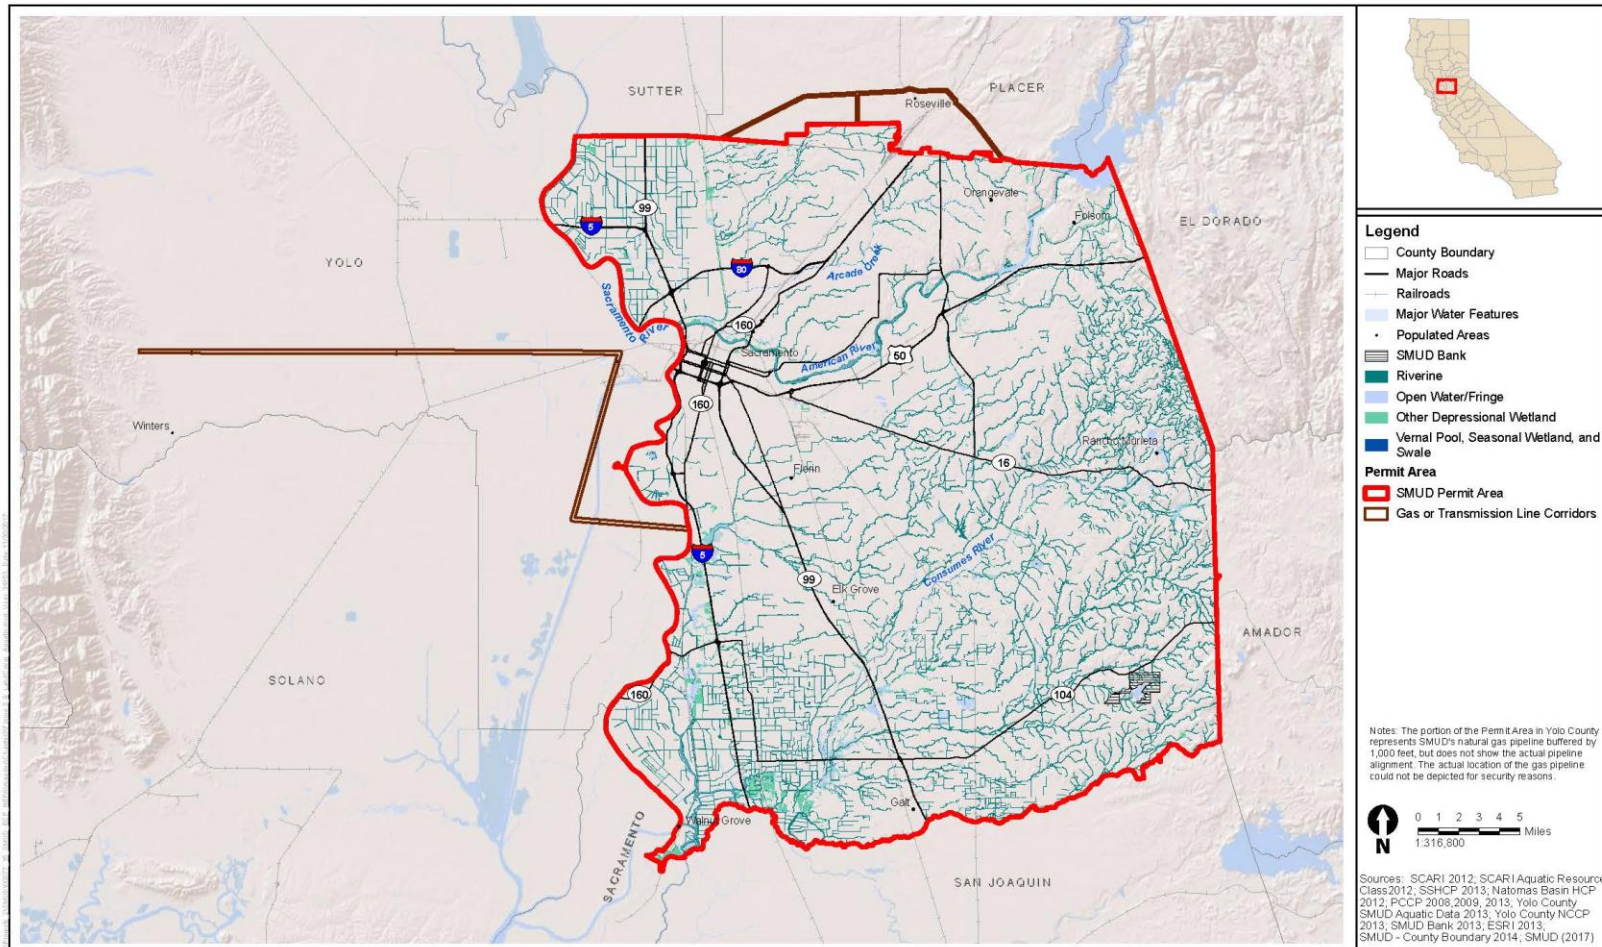 SUTTER
PLACER
Roseville
Orangevale
Folsom
EL DORADO
99
5
YOLO
80
Arcade Creek
Sacramento
River
160
Sacramento
American River
50
160
Winters
Rancho Murieta
Florin
16
5
Consumes River
99
Elk Grove
AMADOR
SOLANO
160
104
Galt
Walnut Grove
SACRAMENTO
SAN JOAQUIN
Legend
County Boundary
Major Roads
Railroads
Major Water Features
Populated Areas
SMUD Bank
Riverine
Open Water/Fringe
Other Depressional Wetland
Vernal Pool, Seasonal Wetland, and
Swale
Permit Area
SMUD Permit Area
Gas or Transmission Line Corridors
Notes: The portion of the Permit Area in Yolo County
represents SMUD's natural gas pipeline buffered by
1,000 feet, but does not show the actual pipeline
alignment. The actual location of the gas pipeline
could not be depicted for security reasons.
N
0 1 2 3 4 5
Miles
1:316,800
Sources: SCARI 2012; SCARI Aquatic Resource
Class2012; SSHCP 2013; Natomas Basin HCP
2012; PCCP 2008,2009, 2013; Yolo County
SMUD Aquatic Data 2013; Yolo County NCCP
2013; SMUD Bank 2013; ESRI 2013;
SMUD - County Boundary 2014; SMUD (2017)